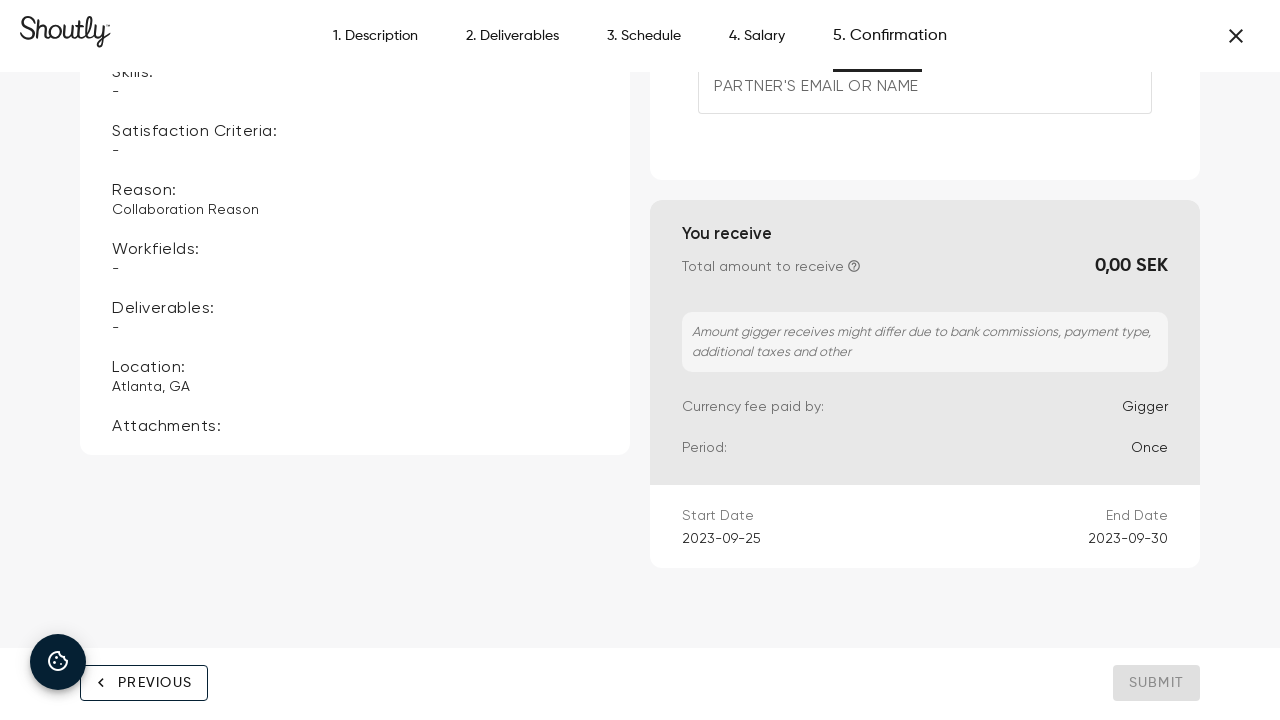 Shoutly
1. Description
2. Deliverables
3. Schedule
4. Salary
5. Confirmation
Skills:
-
Satisfaction Criteria:
-
Reason:
Collaboration Reason
Workfields:
-
Deliverables:
-
Location:
Atlanta, GA
Attachments:
PARTNER'S EMAIL OR NAME
You receive
Total amount to receive
0,00 SEK
Amount gigger receives might differ due to bank commissions, payment type,
additional taxes and other
Currency fee paid by:
Gigger
Period:
Once
Start Date
End Date
2023-09-25
2023-09-30
PREVIOUS
SUBMIT